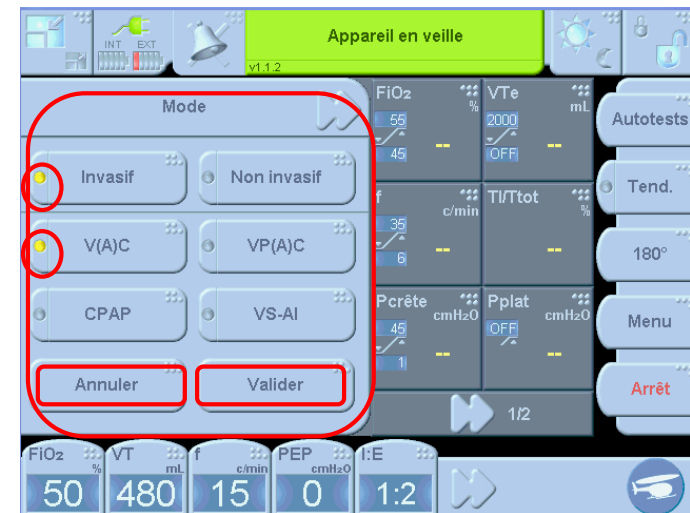 INT EXT
Appareil en veille
v1.1.2
Mode
Invasif
Non invasif
V(A)C
VP(A)C
CPAP
VS-AI
Annuler
Valider
FiO2
%
55
45
--
VTe
mL
2000
OFF
--
f
c/min
35
6
--
TI/Ttot
%
--
Pcrête
cmH2O
45
1
--
Pplat
cmH2O
OFF
--
1/2
Autotests
Tend.
180°
Menu
Arrêt
FiO2
%
50
VT
mL
480
f
c/min
15
PEP
cmH2O
0
I:E
1:2